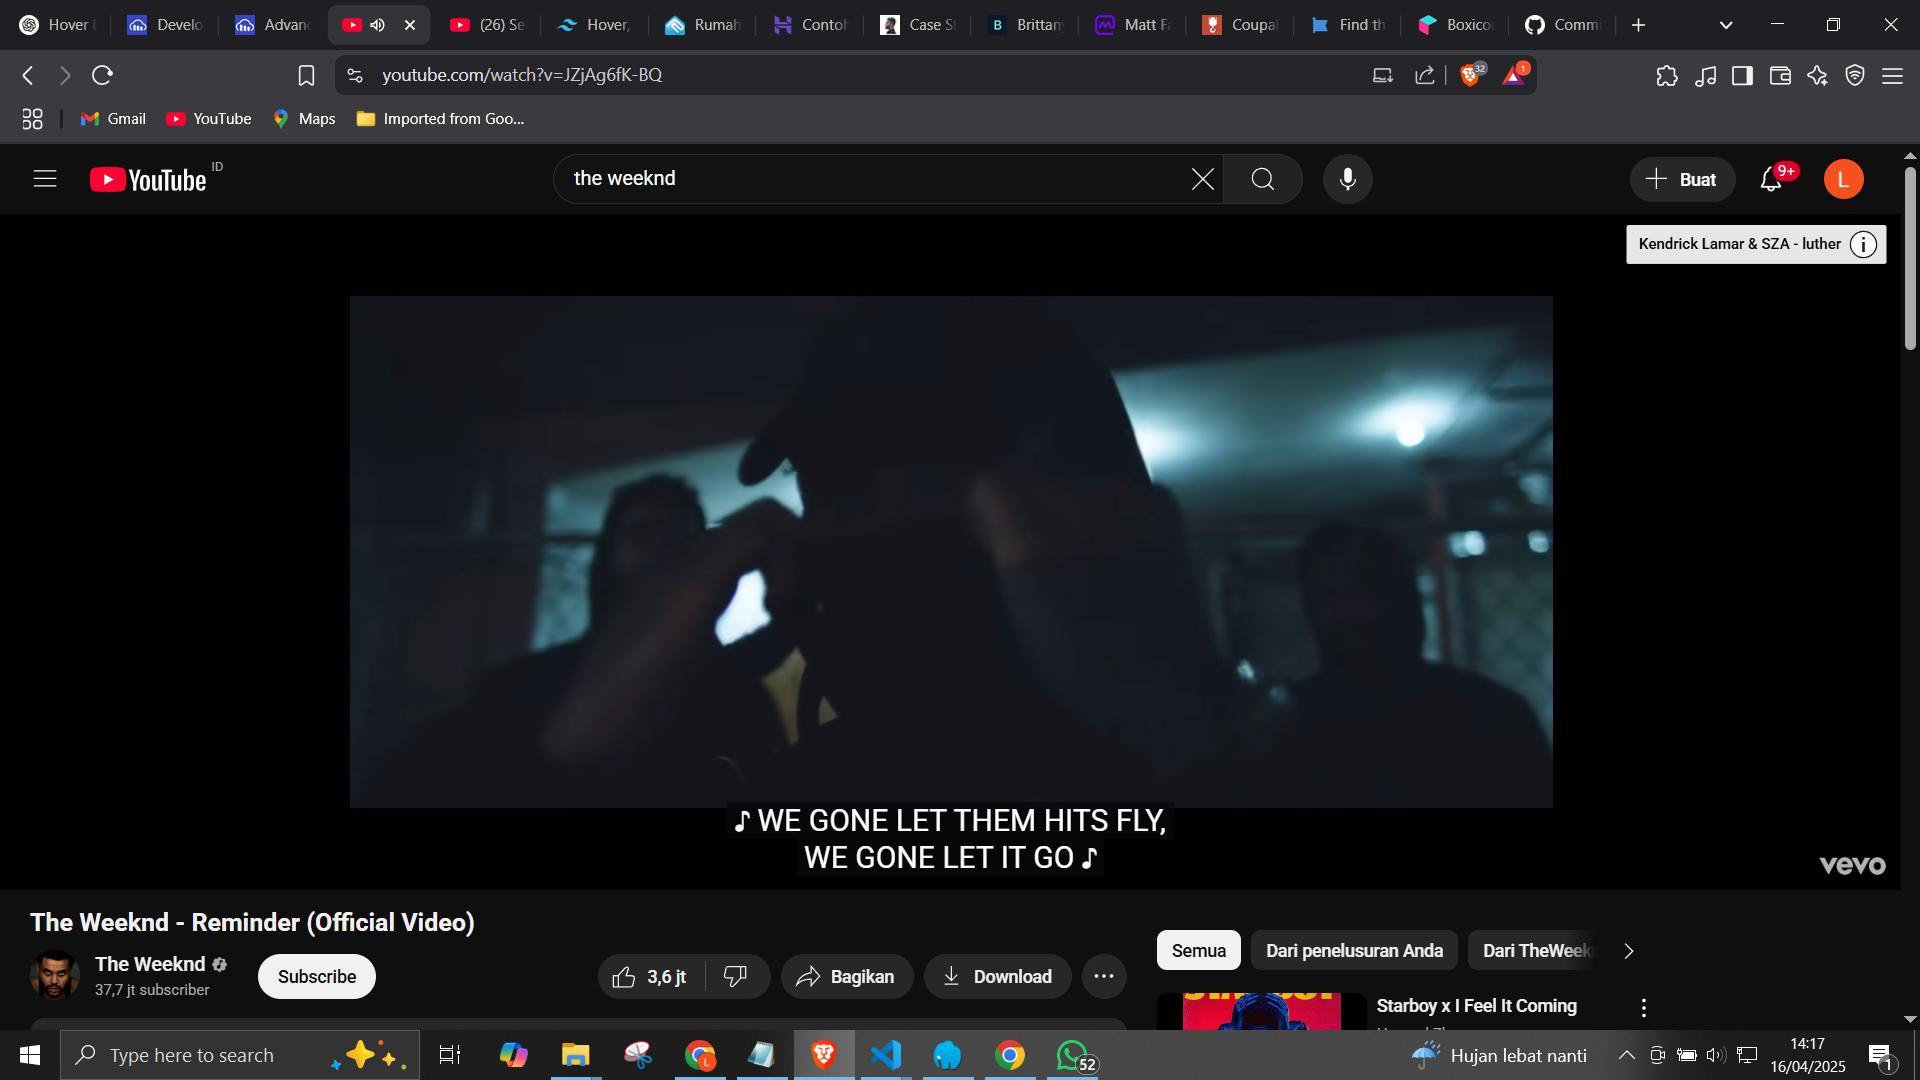 Hover
Develo
Advan
(26) Se
Hover,
Rumah
Contoh
Case St
B
Brittany
Matt Fa
Coupa
Find th
Boxico
Commi
youtube.com/watch?v=JZjAg6fK-BQ
32
1
Gmail
YouTube
Maps
Imported from Goo...
YouTube
ID
the weeknd
Buat
9+
L
Kendrick Lamar & SZA - luther
♪ WE GONE LET THEM HITS FLY,
WE GONE LET IT GO ♪
vevo
The Weeknd - Reminder (Official Video)
The Weeknd
37,7 jt subscriber
Subscribe
3,6 jt
Bagikan
Download
Semua
Dari penelusuran Anda
Dari TheWeek
Starboy x I Feel It Coming
Type here to search
L
52
Hujan lebat nanti
14:17
16/04/2025
1